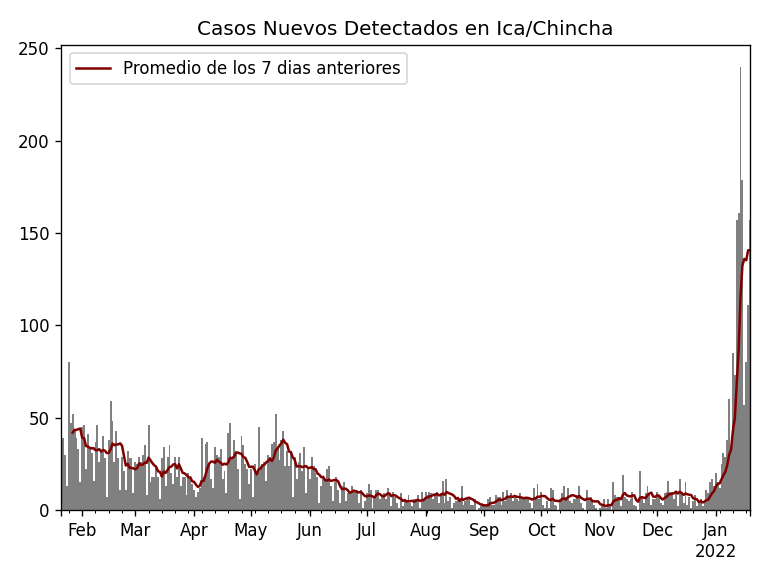 Casos Nuevos Detectados en Ica/Chincha
Promedio de los 7 dias anteriores
250
200
150
100
50
0
Feb Mar Apr May Jun Jul Aug Sep Oct Nov Dec Jan
2022